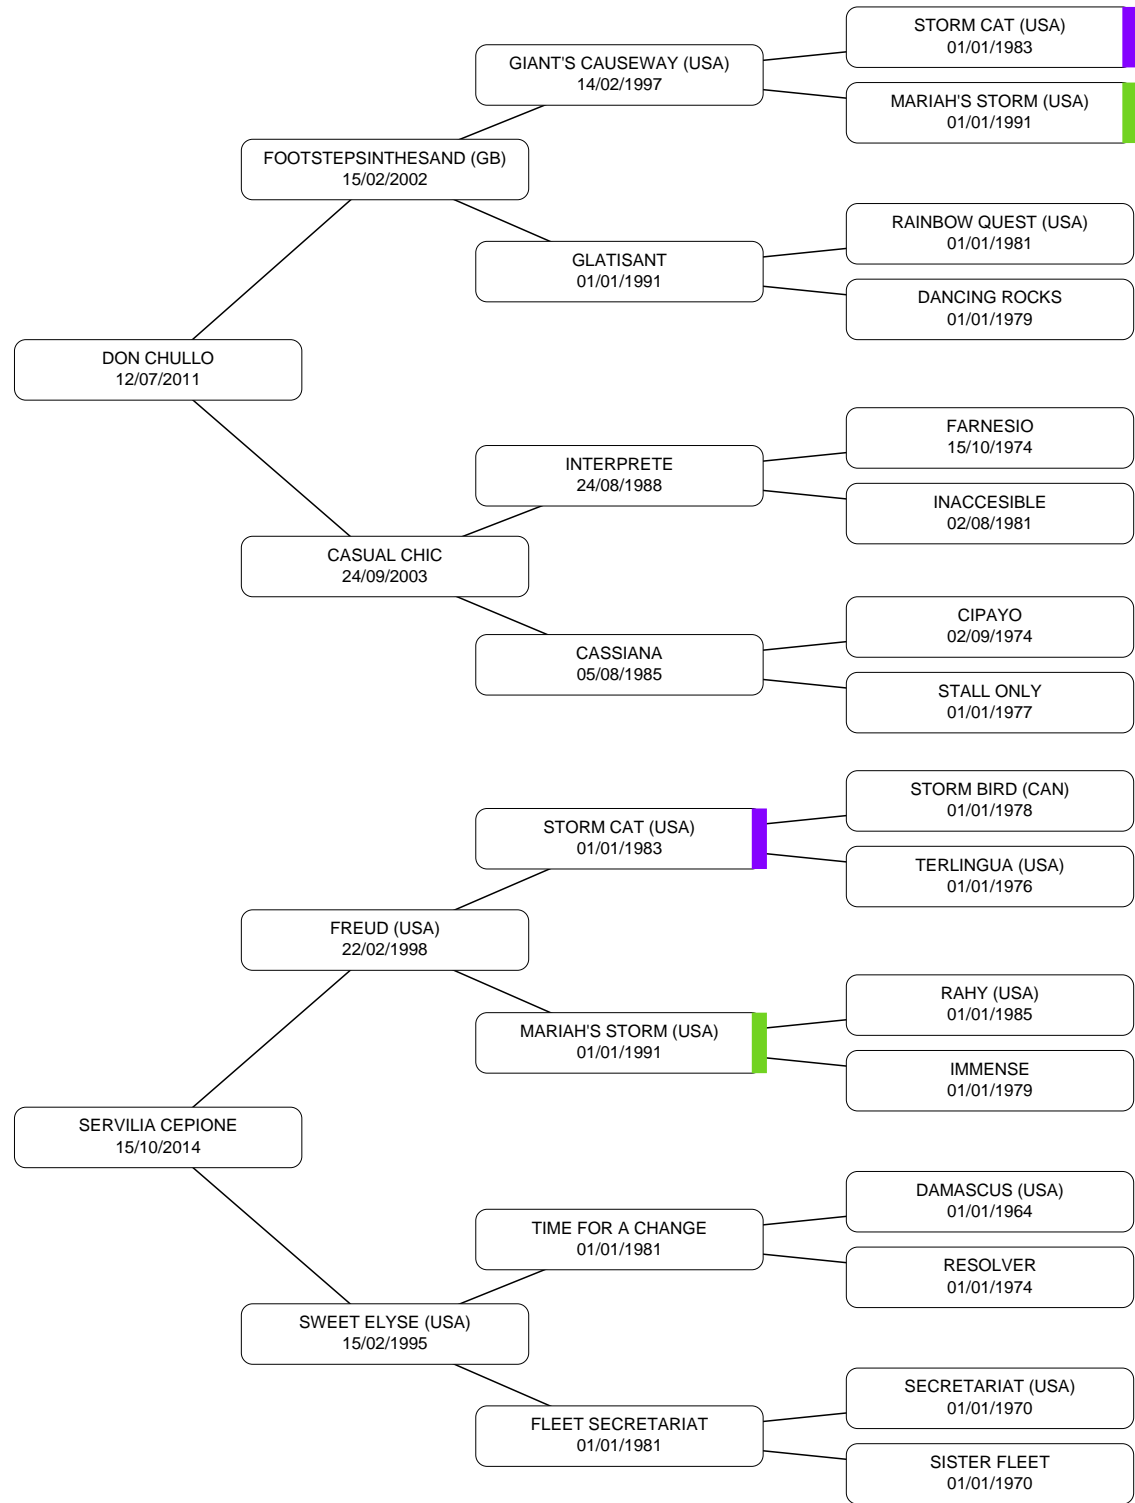 STORM CAT (USA)
01/01/1983
GIANT'S CAUSEWAY (USA)
14/02/1997
MARIAH'S STORM (USA)
01/01/1991
FOOTSTEPSINTHESAND (GB)
15/02/2002
RAINBOW QUEST (USA)
01/01/1981
GLATISANT
01/01/1991
DANCING ROCKS
01/01/1979
DON CHULLO
12/07/2011
FARNESIO
15/10/1974
INTERPRETE
24/08/1988
INACCESIBLE
02/08/1981
CASUAL CHIC
24/09/2003
CIPAYO
02/09/1974
CASSIANA
05/08/1985
STALL ONLY
01/01/1977
STORM BIRD (CAN)
01/01/1978
STORM CAT (USA)
01/01/1983
TERLINGUA (USA)
01/01/1976
FREUD (USA)
22/02/1998
RAHY (USA)
01/01/1985
MARIAH'S STORM (USA)
01/01/1991
IMMENSE
01/01/1979
SERVILIA CEPIONE
15/10/2014
DAMASCUS (USA)
01/01/1964
TIME FOR A CHANGE
01/01/1981
RESOLVER
01/01/1974
SWEET ELYSE (USA)
15/02/1995
SECRETARIAT (USA)
01/01/1970
FLEET SECRETARIAT
01/01/1981
SISTER FLEET
01/01/1970